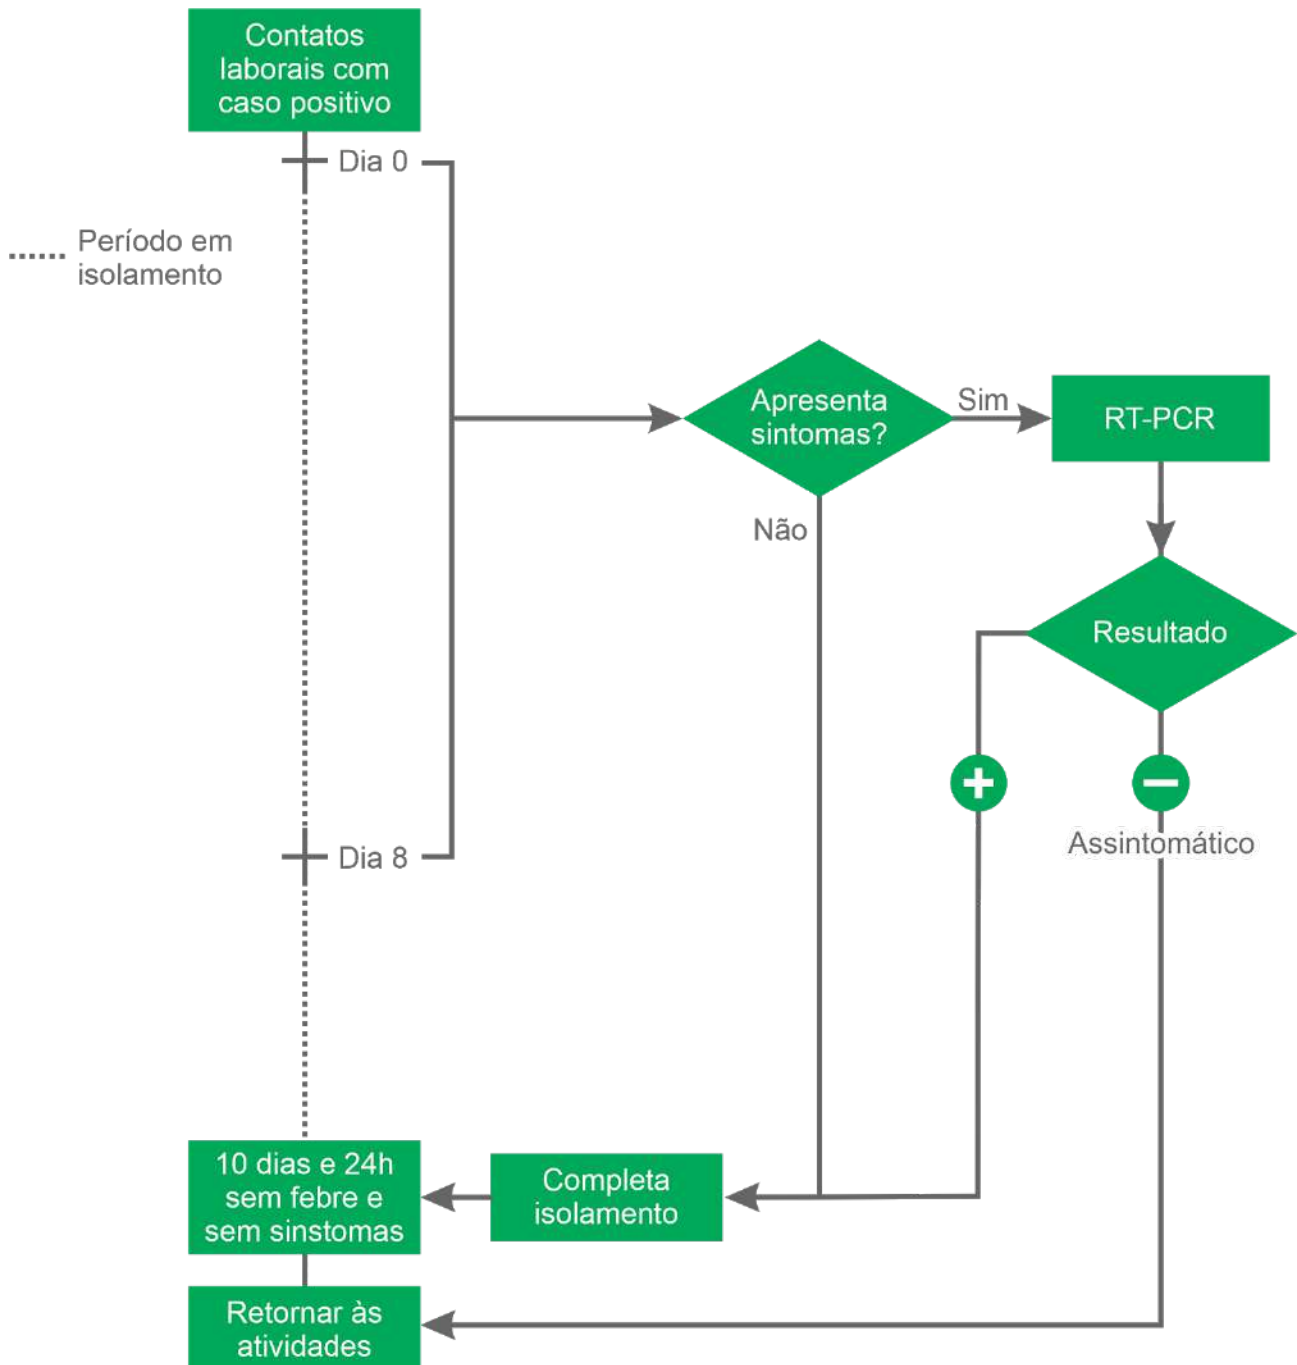 Contatos
laborais com
caso positivo
Dia 0
Período em
isolamento
Apresenta
sintomas?
Sim
RT-PCR
Não
Resultado
+
−
Assintomático
Dia 8
10 dias e 24h
sem febre e
sem sinstomas
Completa
isolamento
Retornar às
atividades